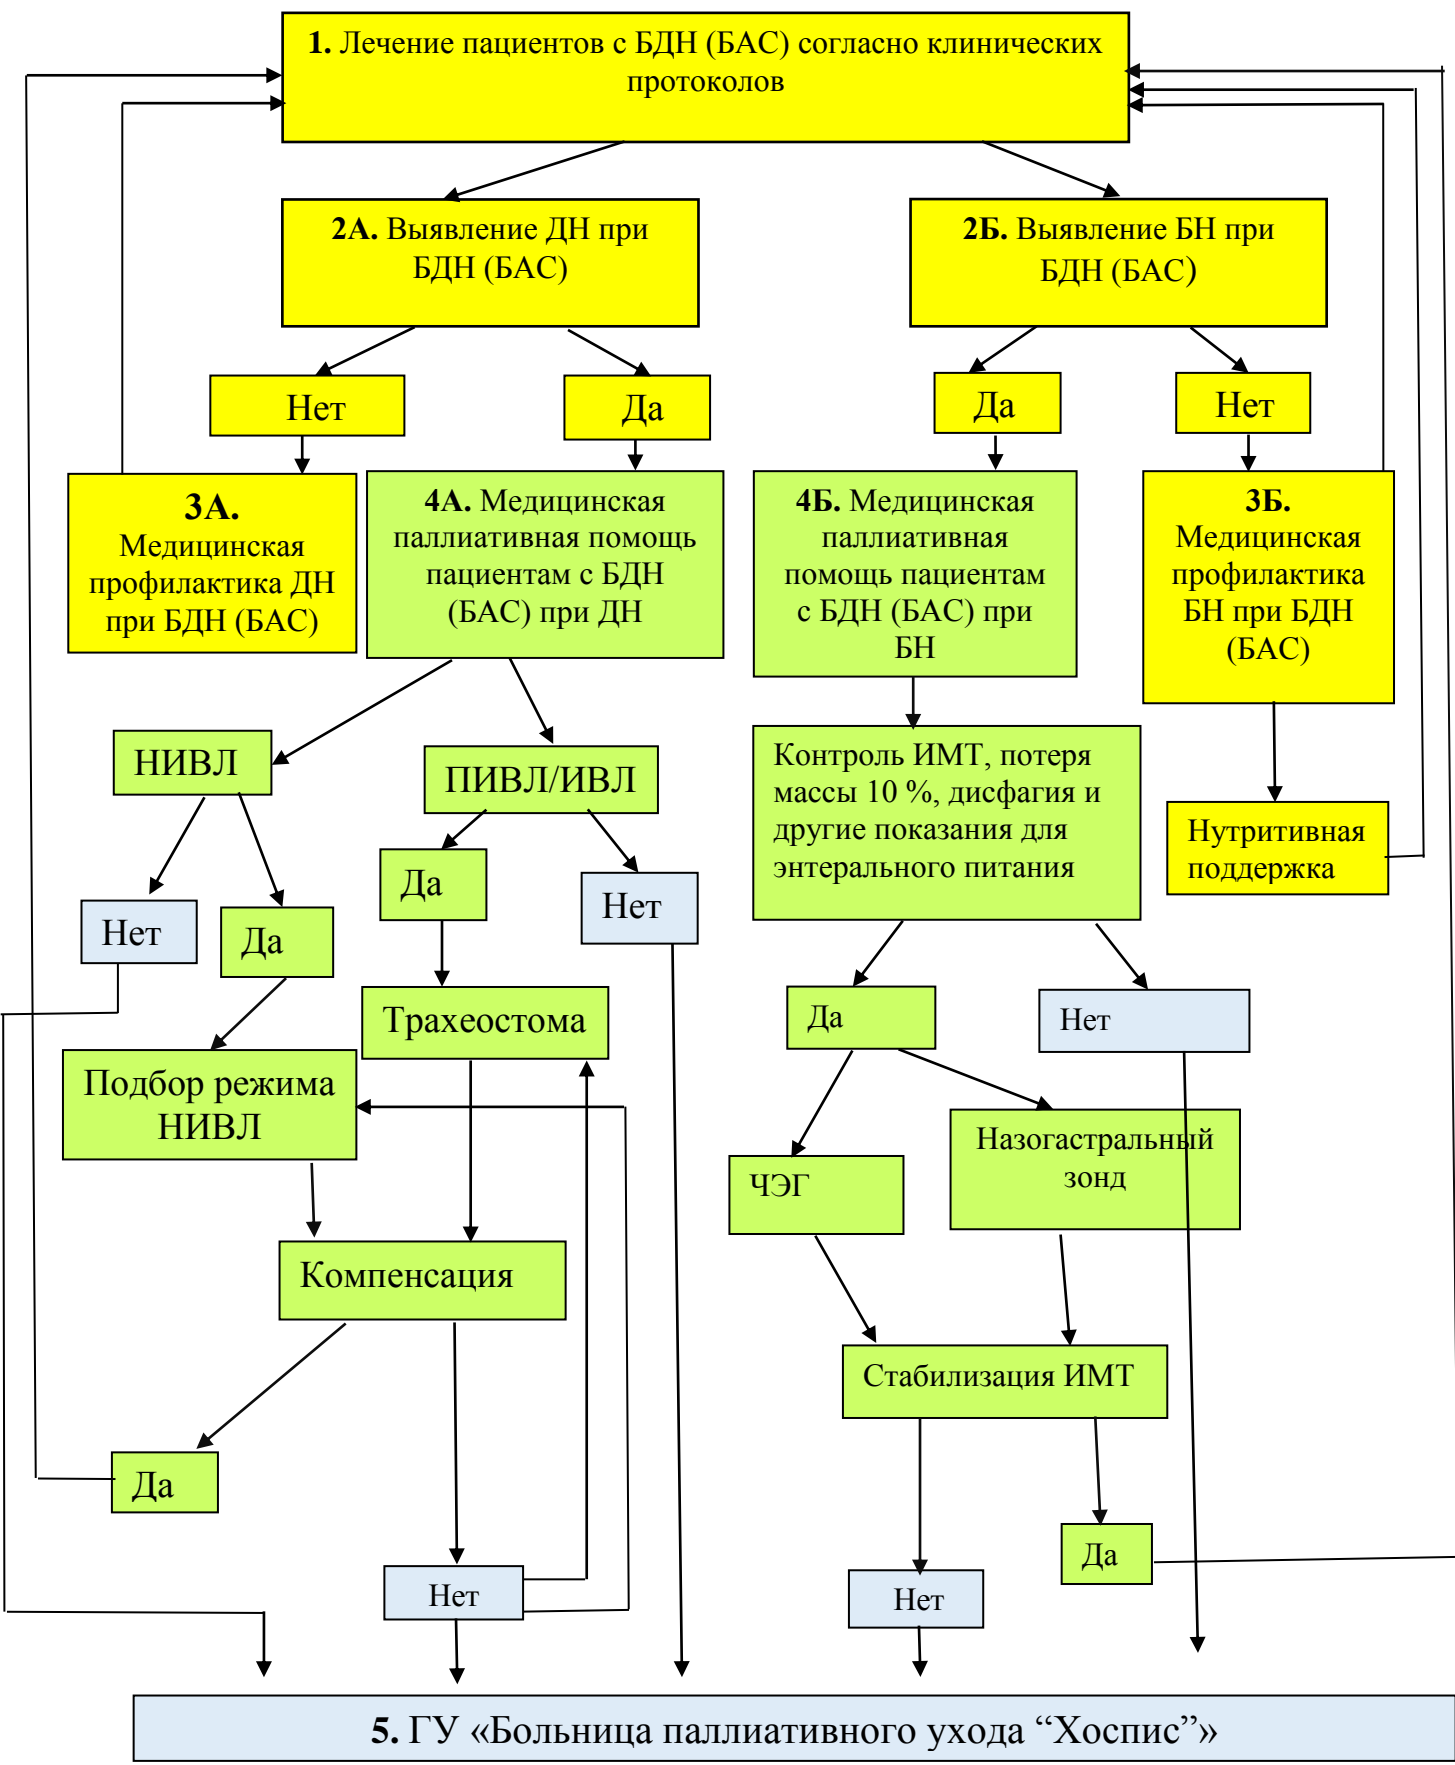 1. Лечение пациентов с БДН (БАС) согласно клинических
протоколов
2А. Выявление ДН при
БДН (БАС)
2Б. Выявление БН при
БДН (БАС)
Нет
Да
Да
Нет
3А.
Медицинская
профилактика ДН
при БДН (БАС)
4А. Медицинская
паллиативная помощь
пациентам с БДН
(БАС) при ДН
4Б. Медицинская
паллиативная
помощь пациентам
с БДН (БАС) при
БН
3Б.
Медицинская
профилактика
БН при БДН
(БАС)
НИВЛ
ПИВЛ/ИВЛ
Контроль ИМТ, потеря
массы 10 %, дисфагия и
другие показания для
энтерального питания
Нутритивная
поддержка
Нет
Да
Да
Нет
Трахеостома
Да
Нет
Подбор режима
НИВЛ
ЧЭГ
Назогастральный
зонд
Компенсация
Стабилизация ИМТ
Да
Нет
Нет
Да
5. ГУ «Больница паллиативного ухода “Хоспис”»